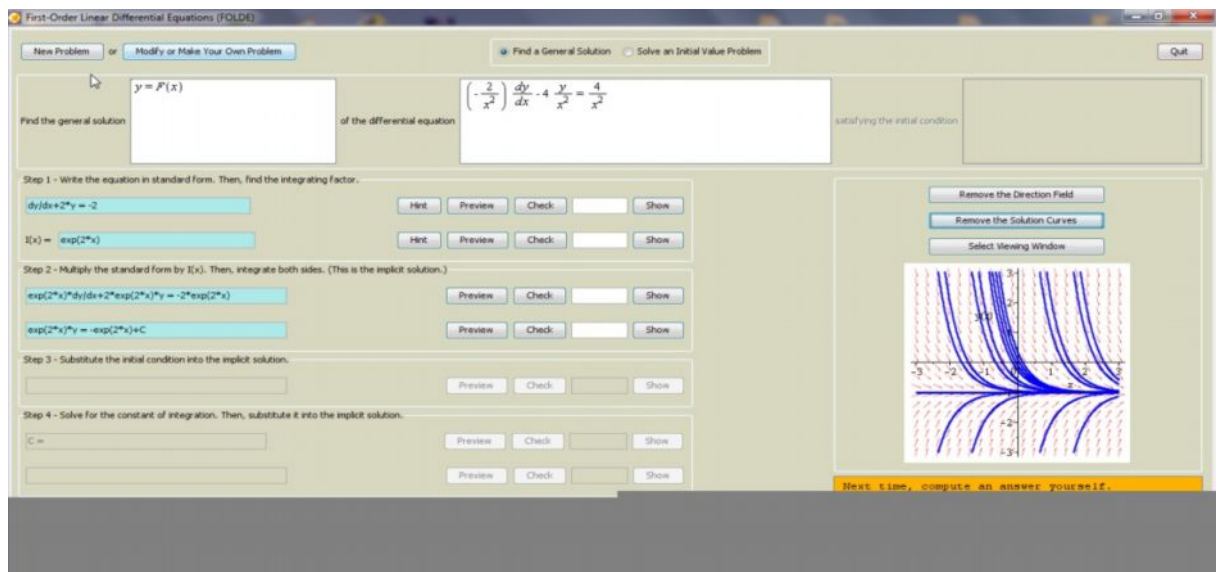 First-Order Linear Differential Equations (FOLDE)
New Problem or Modify or Make Your Own Problem Find a General Solution Solve an Initial Value Problem Quit
Find the general solution y = F(x) of the differential equation (-2/x^2) dy/dx - 4 y/x^2 = 4/x^2 satisfying the initial condition
Step 1 - Write the equation in standard form. Then, find the integrating factor.
dy/dx+2*y = -2 Hint Preview Check Show
I(x) = exp(2*x) Hint Preview Check Show
Step 2 - Multiply the standard form by I(x). Then, integrate both sides. (This is the implicit solution.)
exp(2*x)*dy/dx+2*exp(2*x)*y = -2*exp(2*x) Preview Check Show
exp(2*x)*y = -exp(2*x)+C Preview Check Show
Step 3 - Substitute the initial condition into the implicit solution.
Preview Check Show
Step 4 - Solve for the constant of integration. Then, substitute it into the implicit solution.
C = Preview Check Show
Preview Check Show
Remove the Direction Field
Remove the Solution Curves
Select Viewing Window
3
2
y(x)
-3 -2 1 2
x
-2
-3
Next time, compute an answer yourself.